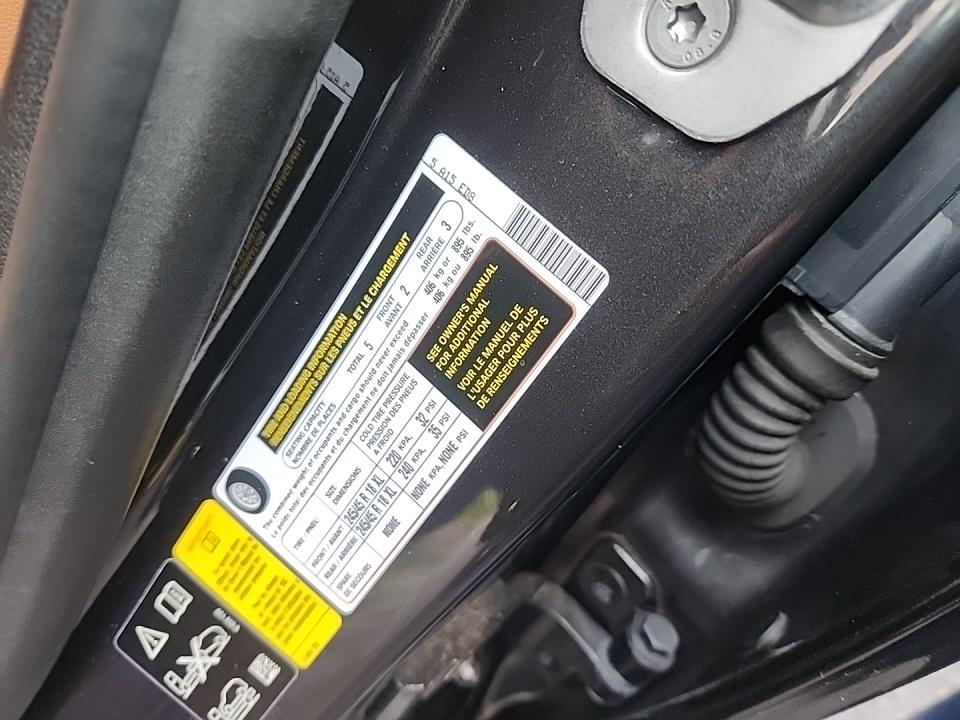 5 A15 ED8
TIRE AND LOADING INFORMATION
RENSEIGNEMENTS SUR LES PNEUS ET LE CHARGEMENT
SEATING CAPACITY TOTAL 5 FRONT 2 REAR 3
NOMBRE DE PLACES AVANT ARRIÈRE
The combined weight of occupants and cargo should never exceed 406 kg or 895 lbs.
Le poids total des occupants et du chargement ne doit jamais dépasser 406 kg ou 895 lb.
TIRE / PNEU SIZE DIMENSIONS COLD TIRE PRESSURE PRESSION DES PNEUS A FROID
FRONT / AVANT 245/45 R 18 XL 220 KPA, 32 PSI
REAR / ARRIÈRE 245/45 R 18 XL 240 KPA, 35 PSI
SPARE DE SECOURS NONE NONE KPA, NONE PSI
SEE OWNER'S MANUAL
FOR ADDITIONAL
INFORMATION
VOIR LE MANUEL DE
L'USAGER POUR PLUS
DE RENSEIGNEMENTS
08.8